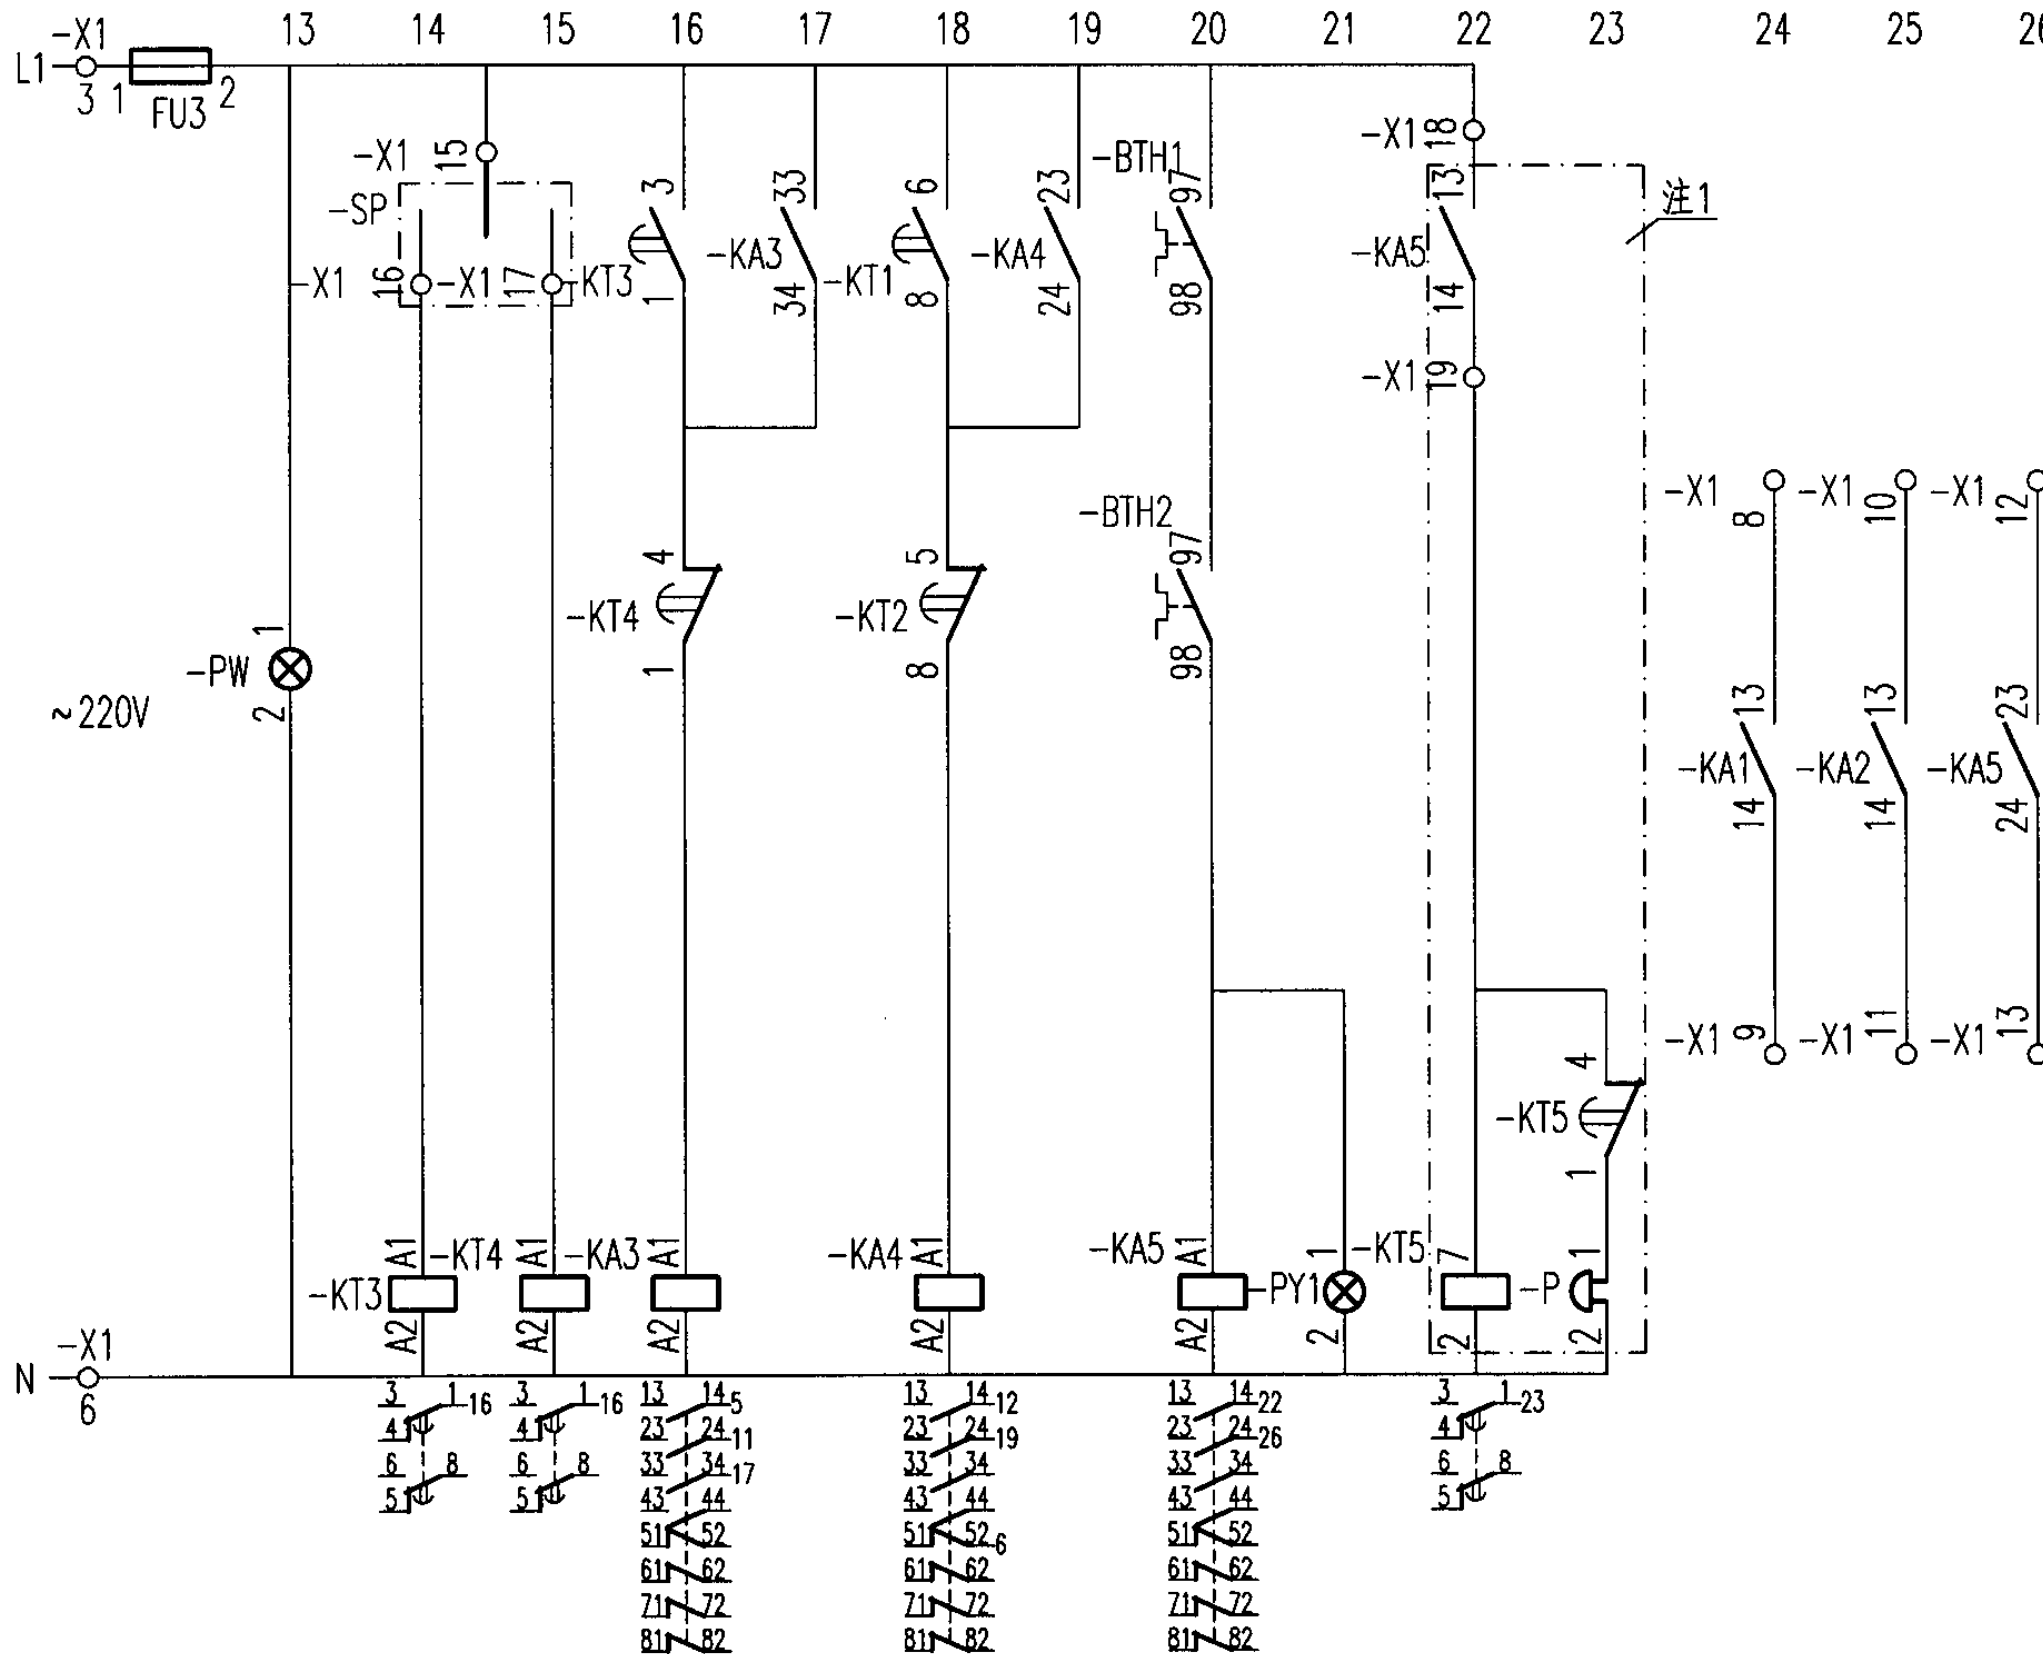 -X1 13 14 15 16 17 18 19 20 21 22 23 24 25
L1 3 1 FU3 2
-X1 15
-X1 18
-BTH1 97
13
注1
-SP
3 33 6 23
-KA3 -KA4 -KA5
-X1 16 -X1 17 -KT3 1 34 -KT1 8 24 98 14
-X1 19
-X1 8 -X1 10 -X1 12
-BTH2 97
4 5
-KT4 -KT2
1 8 98
1
-PW
2
~220V
13 13 23
-KA1 -KA2 -KA5
14 14 24
-X1 9 -X1 11 -X1 13
4
-KT5
1
A1 -KT4 A1 -KA3 A1 -KA4 A1 -KA5 A1 1 -KT5 7 1
-KT3 -PY1 -P
A2 A2 A2 A2 A2 2 2 2
-X1
N
6
3 1 16 3 1 16 13 14 5 13 14 12 13 14 22 3 1 23
4 4 23 24 11 23 24 19 23 24 26 4
6 8 6 8 33 34 17 33 34 33 34 6 8
5 5 43 44 43 44 43 44 5
51 52 51 52 6 51 52
61 62 61 62 61 62
71 72 71 72 71 72
81 82 81 82 81 82